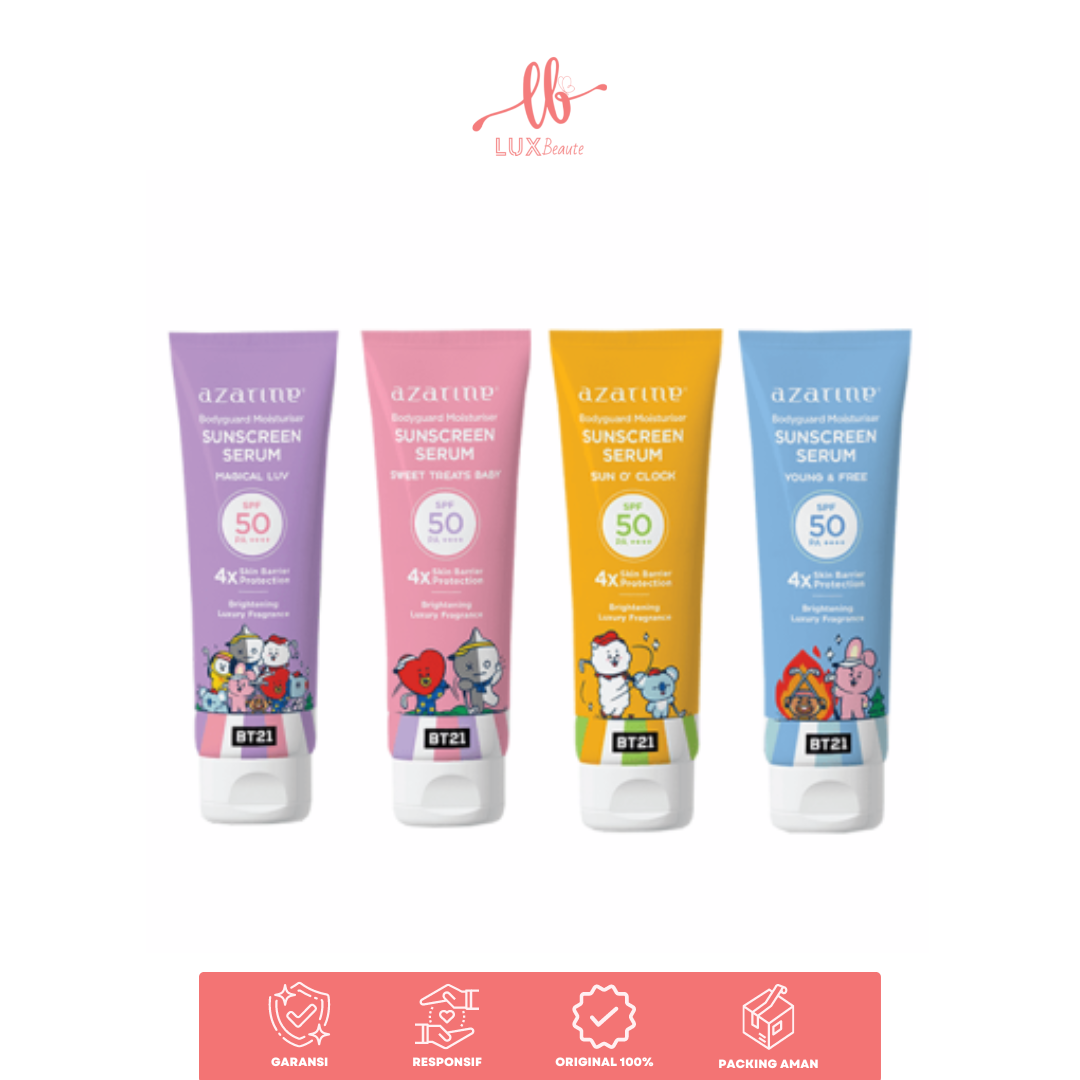 lb
LUX Beaute
azarine
Bodyguard Moisturiser
SUNSCREEN
SERUM
MAGICAL LUV
SPF
50
PA ++++
4x Skin Barrier
Protection
Brightening
Luxury Fragrance
BT21
azarine
Bodyguard Moisturiser
SUNSCREEN
SERUM
SWEET TREATS BABY
SPF
50
PA ++++
4x Skin Barrier
Protection
Brightening
Luxury Fragrance
BT21
azarine
Bodyguard Moisturiser
SUNSCREEN
SERUM
SUN O' CLOCK
SPF
50
PA ++++
4x Skin Barrier
Protection
Brightening
Luxury Fragrance
BT21
azarine
Bodyguard Moisturiser
SUNSCREEN
SERUM
YOUNG & FREE
SPF
50
PA ++++
4x Skin Barrier
Protection
Brightening
Luxury Fragrance
BT21
GARANSI
RESPONSIF
ORIGINAL 100%
PACKING AMAN